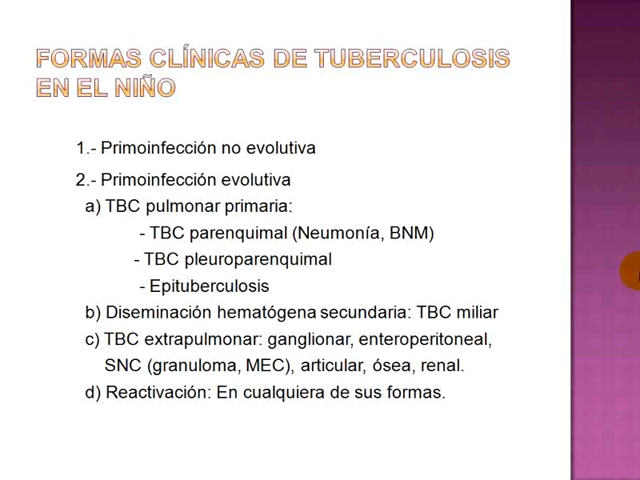 FORMAS CLÍNICAS DE TUBERCULOSIS
EN EL NIÑO
1.- Primoinfección no evolutiva
2.- Primoinfección evolutiva
a) TBC pulmonar primaria:
- TBC parenquimal (Neumonía, BNM)
- TBC pleuroparenquimal
- Epituberculosis
b) Diseminación hematógena secundaria: TBC miliar
c) TBC extrapulmonar: ganglionar, enteroperitoneal,
SNC (granuloma, MEC), articular, ósea, renal.
d) Reactivación: En cualquiera de sus formas.